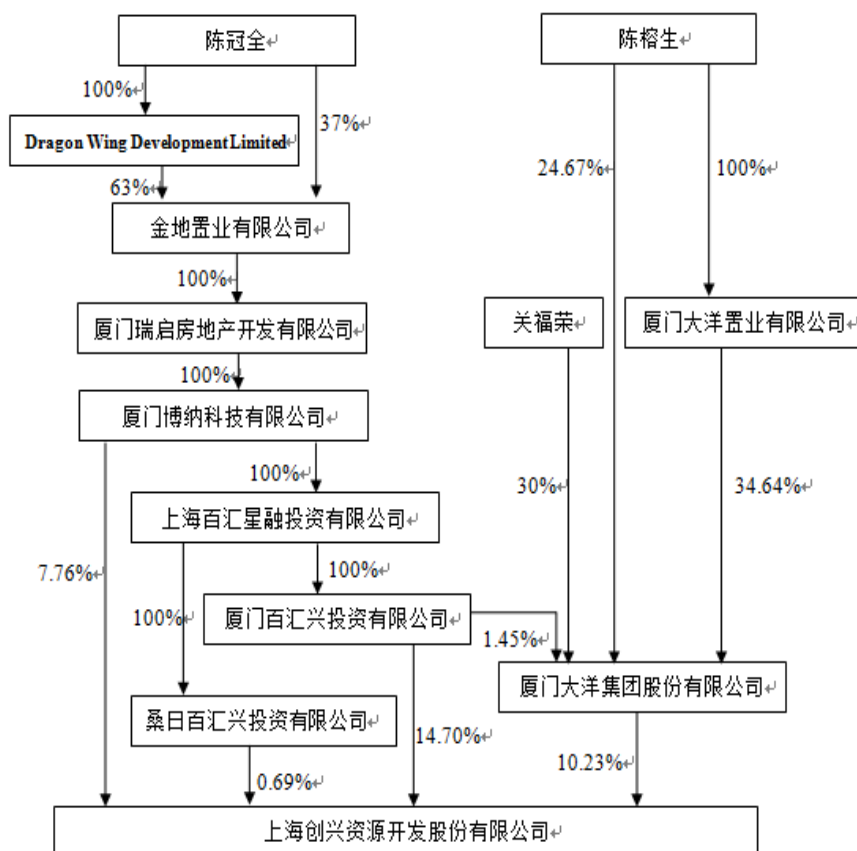 陈冠全
陈榕生
100%
37%
Dragon Wing Development Limited
24.67%
100%
63%
金地置业有限公司
100%
厦门瑞启房地产开发有限公司
关福荣
厦门大洋置业有限公司
100%
厦门博纳科技有限公司
100%
30%
34.64%
上海百汇星融投资有限公司
7.76%
100%
厦门百汇兴投资有限公司
100%
1.45%
厦门大洋集团股份有限公司
桑日百汇兴投资有限公司
14.70%
10.23%
0.69%
上海创兴资源开发股份有限公司